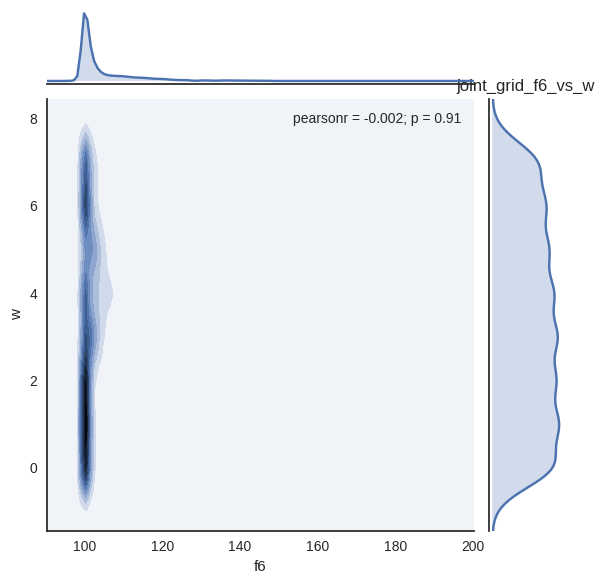 joint_grid_f6_vs_w
pearsonr = -0.002; p = 0.91
8
6
4
2
0
w
100 120 140 160 180 200
f6